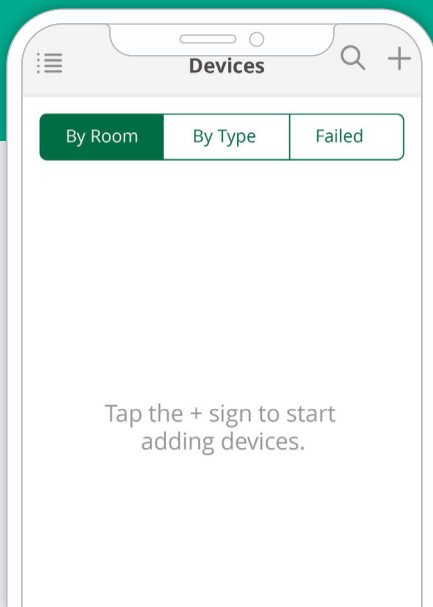 Devices
By Room By Type Failed
Tap the + sign to start
adding devices.